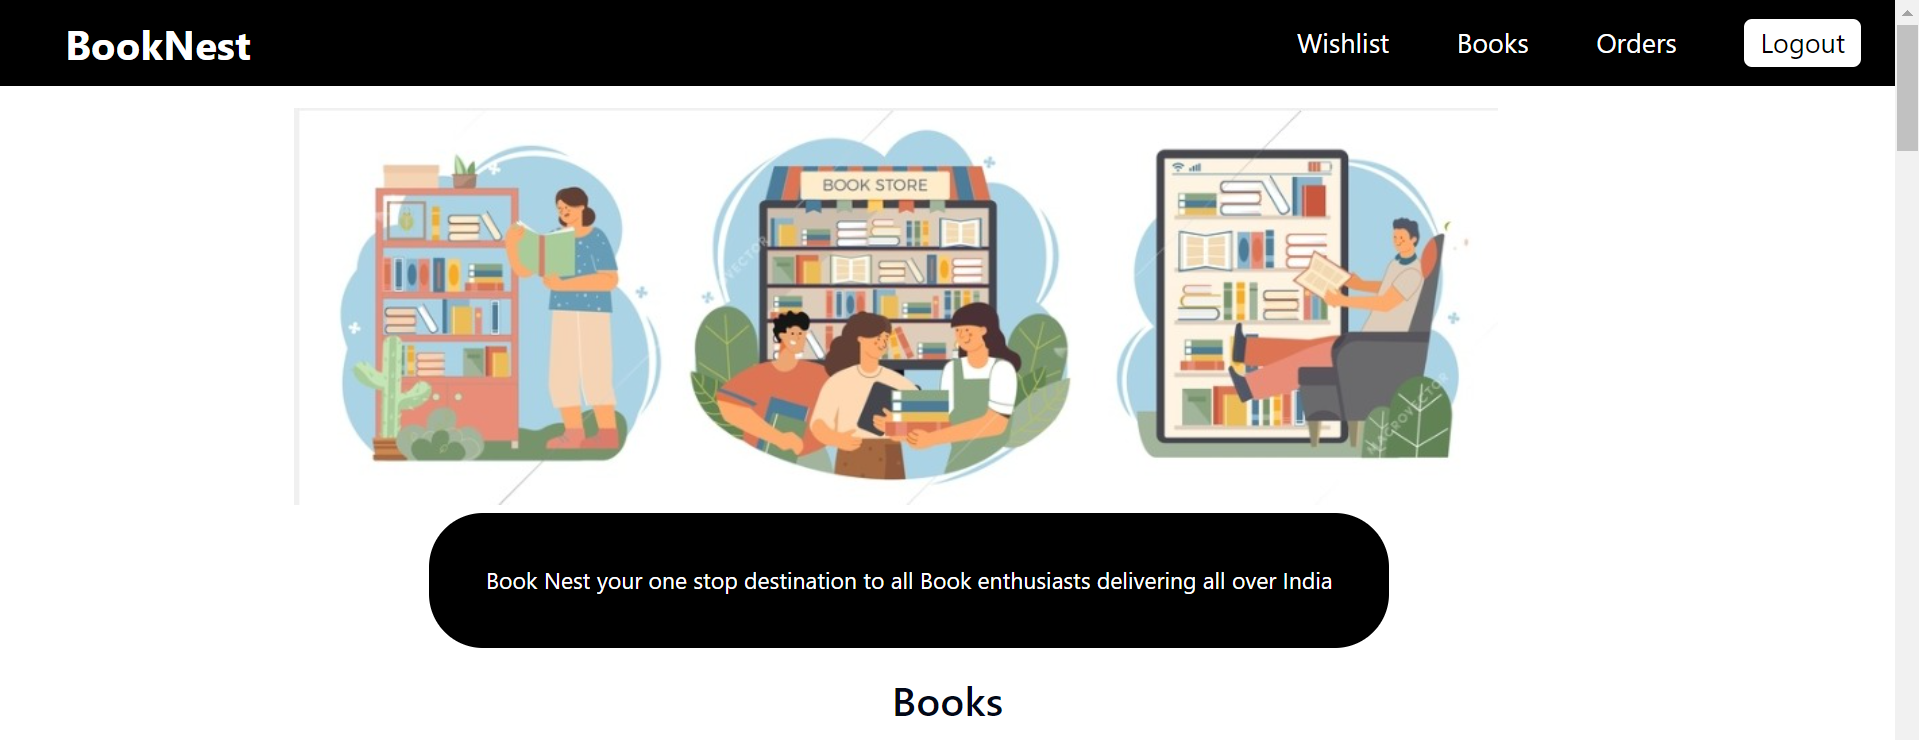 BookNest
Wishlist
Books
Orders
Logout
BOOK STORE
MACROVECTOR
Book Nest your one stop destination to all Book enthusiasts delivering all over India
Books